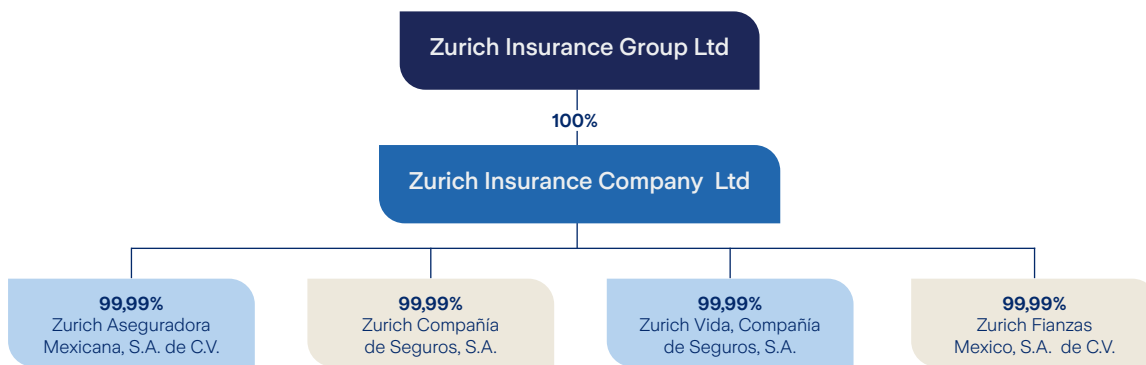 Zurich Insurance Group Ltd
100%
Zurich Insurance Company Ltd
99,99%
Zurich Aseguradora
Mexicana, S.A. de C.V.
99,99%
Zurich Compañía
de Seguros, S.A.
99,99%
Zurich Vida, Compañía
de Seguros, S.A.
99,99%
Zurich Fianzas
Mexico, S.A. de C.V.